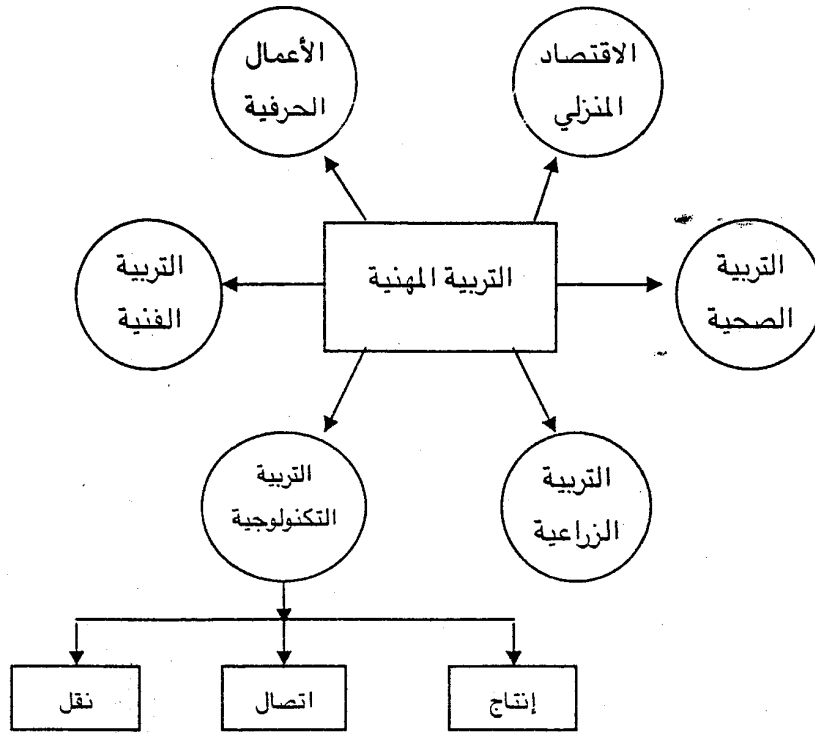 الاقتصاد
المنزلي
الأعمال
الحرفية
التربية المهنية
التربية
الصحية
التربية
الفنية
التربية
الزراعية
التربية
التكنولوجية
إنتاج
اتصال
نقل